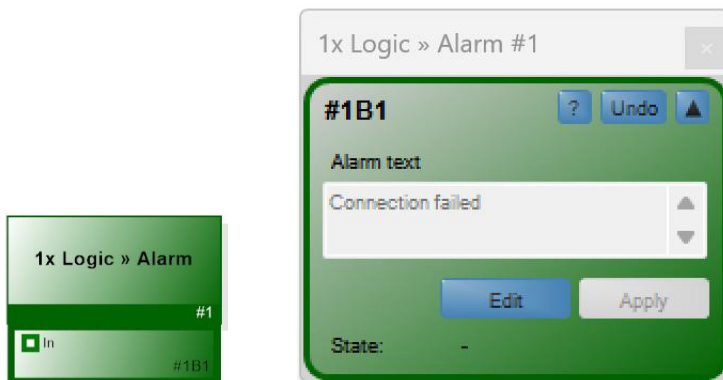 1x Logic » Alarm
#1
In
#1B1
1x Logic » Alarm #1
×
#1B1
? Undo ▲
Alarm text
Connection failed
Edit Apply
State: -